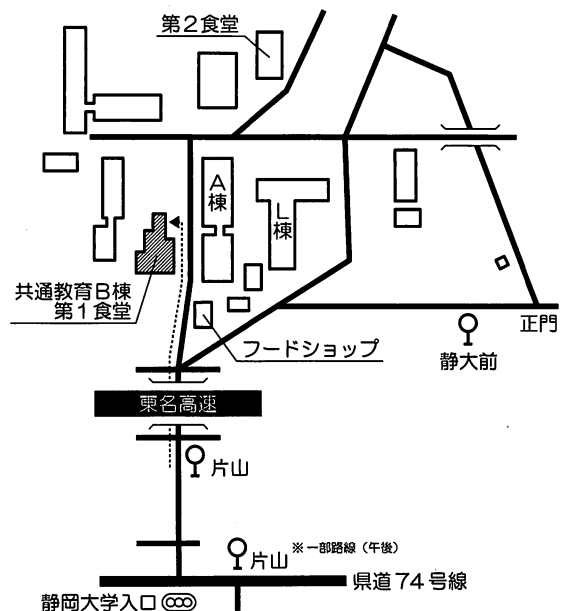 第2食堂
A棟
L棟
共通教育B棟
第1食堂
正門
静大前
フードショップ
東名高速
片山
片山
※一部路線（午後）
県道74号線
静岡大学入口